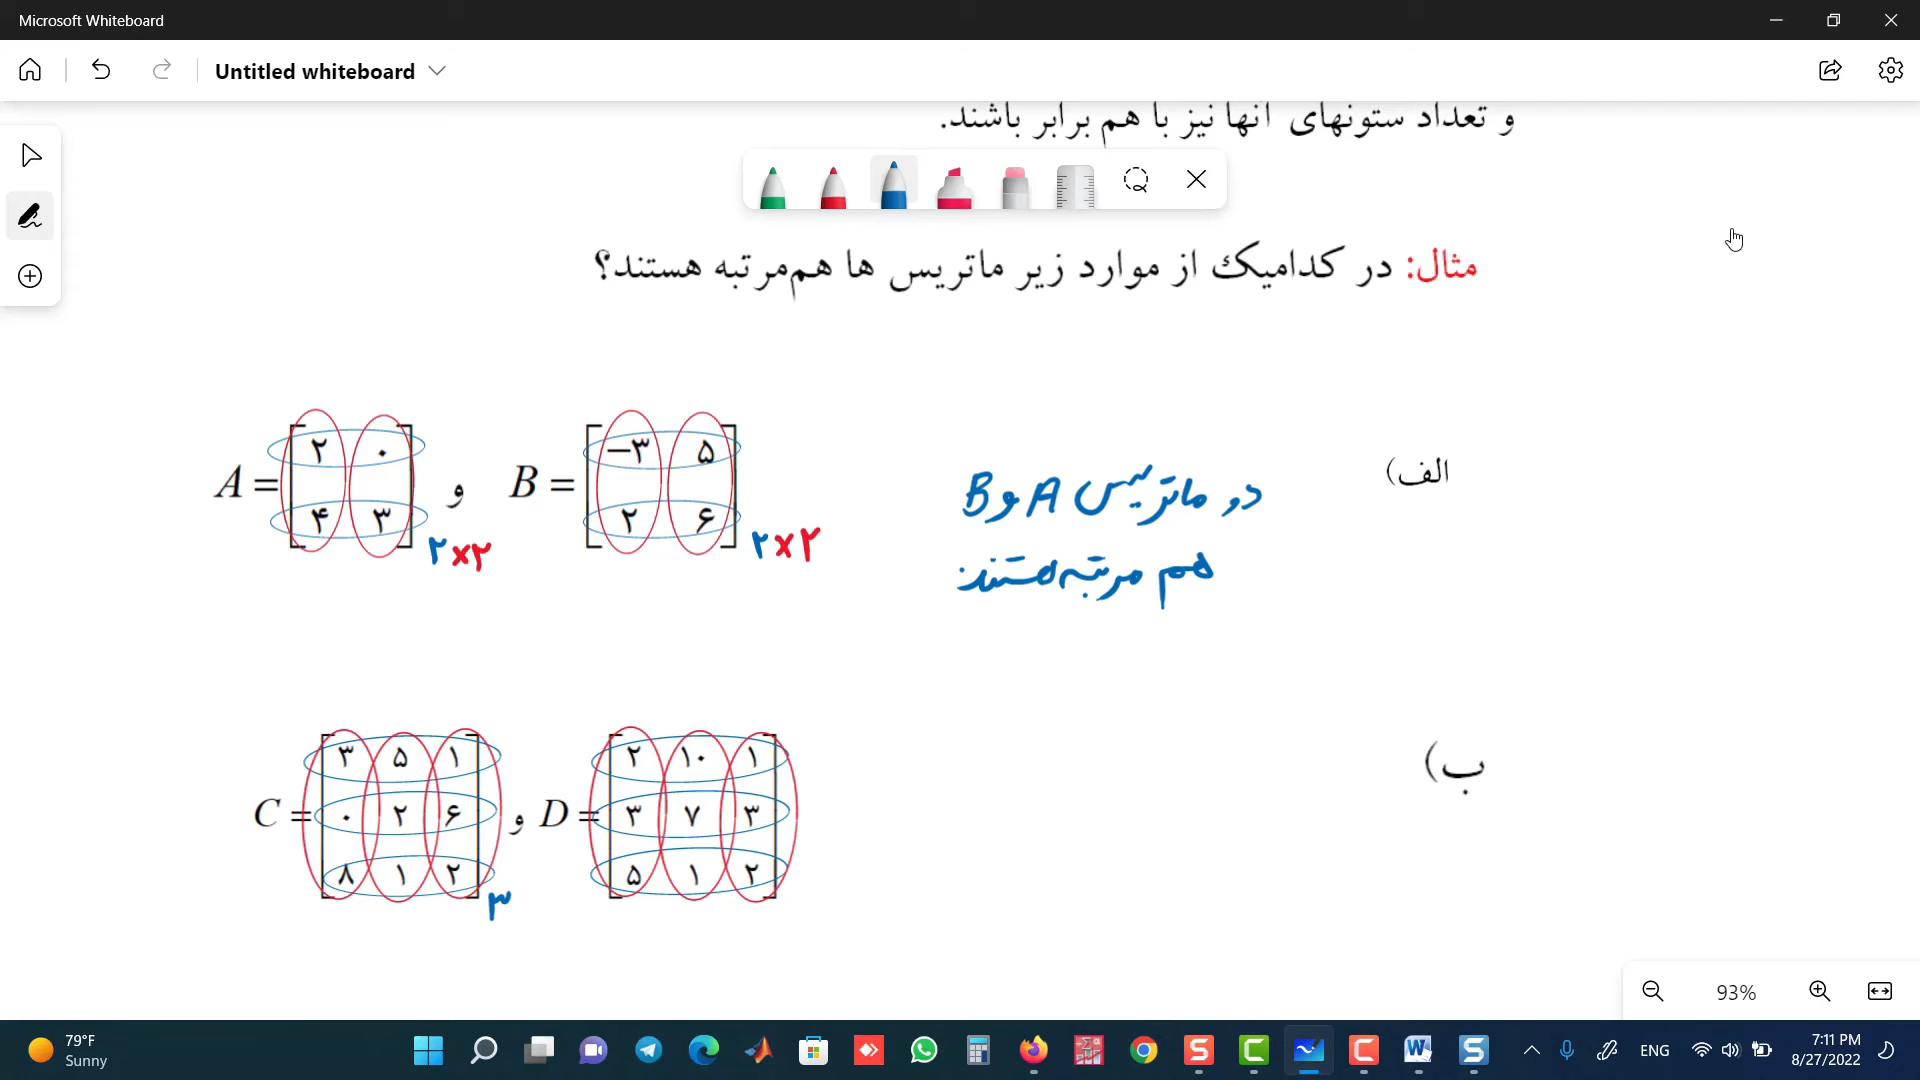 Microsoft Whiteboard
Untitled whiteboard
و تعداد ستونهای آنها نیز با هم برابر باشند.
مثال: در کدامیک از موارد زیر ماتریس ها هم‌مرتبه هستند؟
الف)
A = [۲ ۰
۴ ۳] ۲×۲ و B = [−۳ ۵
۲ ۶] ۲×۲
دو ماتریس A و B
هم مرتبه هستند
ب)
C = [۳ ۵ ۱
۰ ۲ ۶
۸ ۱ ۲] ۳ و D = [۲ ۱۰ ۱
۳ ۷ ۳
۵ ۱ ۲]
93%
79°F
Sunny
ENG
7:11 PM
8/27/2022